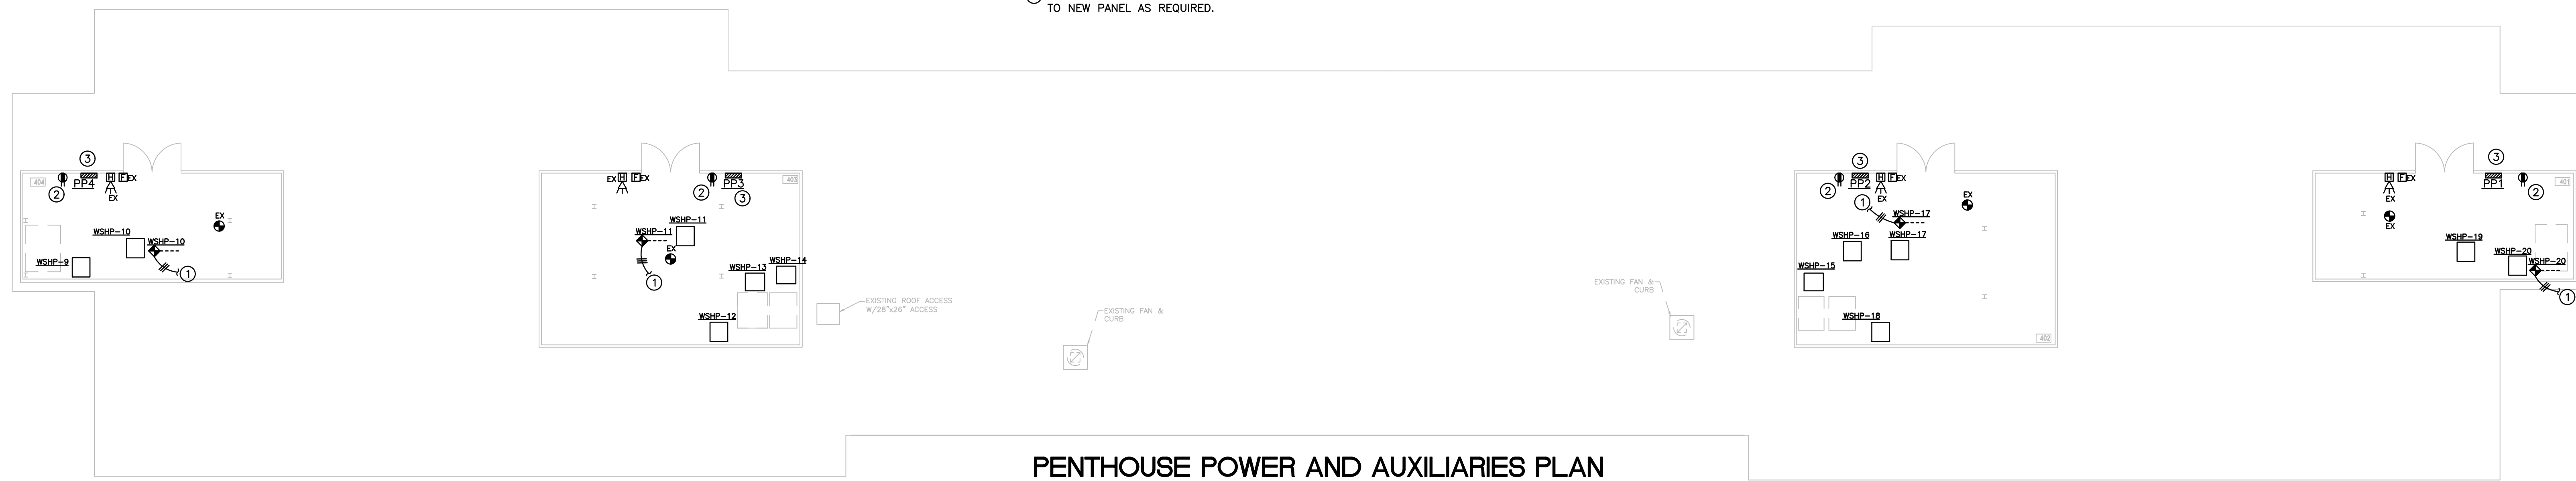 TO NEW PANEL AS REQUIRED.
3
404
PP4
H
F
EX
2
EX
EX
WSHP-10
WSHP-10
WSHP-9
1
EX
H
F
EX
2
PP3
3
403
WSHP-11
WSHP-11
EX
1
WSHP-13
WSHP-14
WSHP-12
EXISTING ROOF ACCESS
W/28"x26" ACCESS
EXISTING FAN &
CURB
EXISTING FAN &
CURB
3
2
PP2
H
F
EX
EX
1
EX
WSHP-17
WSHP-16
WSHP-17
WSHP-15
WSHP-18
402
3
H
F
EX
EX
PP1
2
401
EX
WSHP-19
WSHP-20
WSHP-20
1
PENTHOUSE POWER AND AUXILIARIES PLAN